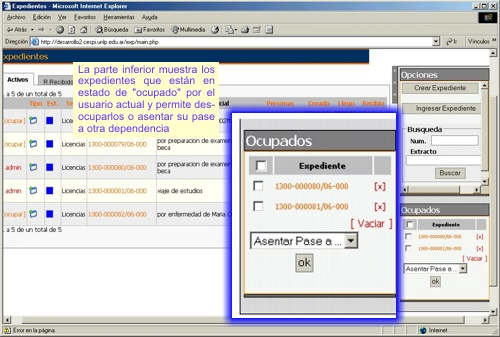 Expedientes - Microsoft Internet Explorer
Archivo Edición Ver Favoritos Herramientas Ayuda
Atrás Búsqueda Favoritos Multimedia
Dirección http://desarrollo2.cespi.unlp.edu.ar/exp/main.php Ir Vínculos
xpedientes
Activos R.Recibido
La parte inferior muestra los
expedientes que están en
estado de "ocupado" por el
usuario actual y permite des-
ocuparlos o asentar su pase
a otra dependencia
1 a 5 de un total de 5
Tipo Est. Personas Creado Llego Recibio
ocupar] Licencias
ocupar] Licencias 1300-000079/06-000 por preparacion de examen
beca
admin Licencias 1300-000080/06-000 por preparacion de examen
beca
admin Licencias 1300-000081/06-000 viaje de estudios
ocupar] Licencias 1300-000082/06-000 por enfermedad de Maria
1 a 5 de un total de 5
Opciones
Crear Expediente
Ingresar Expediente
Busqueda
Num.
Extracto
Buscar
Ocupados
Expediente
1300-000080/06-000 [x]
1300-000081/06-000 [x]
[ Vaciar ]
Asentar Pase a ...
ok
Ocupados
Expediente
1300-000080/06-000 [x]
1300-000081/06-000 [x]
[ Vaciar ]
Asentar Pase a ...
ok
Error en la página. Internet